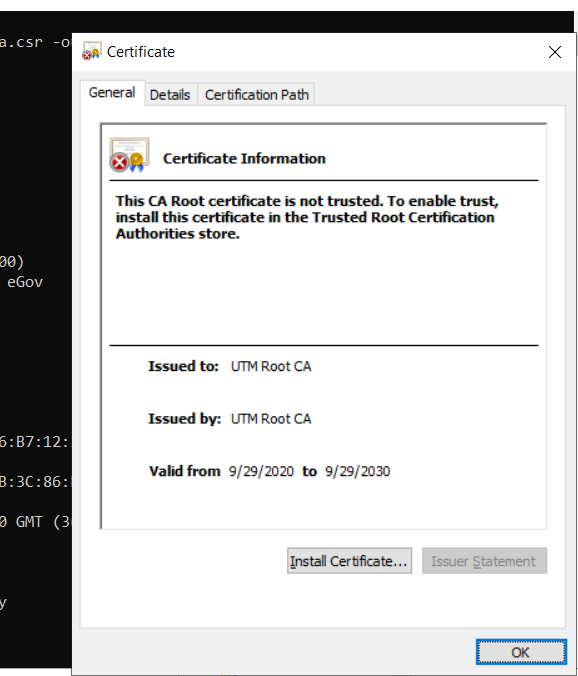 a.csr -o
Certificate
General Details Certification Path
Certificate Information
This CA Root certificate is not trusted. To enable trust,
install this certificate in the Trusted Root Certification
Authorities store.
00)
eGov
Issued to: UTM Root CA
Issued by: UTM Root CA
6:B7:12:
Valid from 9/29/2020 to 9/29/2030
B:3C:86:
0 GMT (3
Install Certificate... Issuer Statement
y
OK